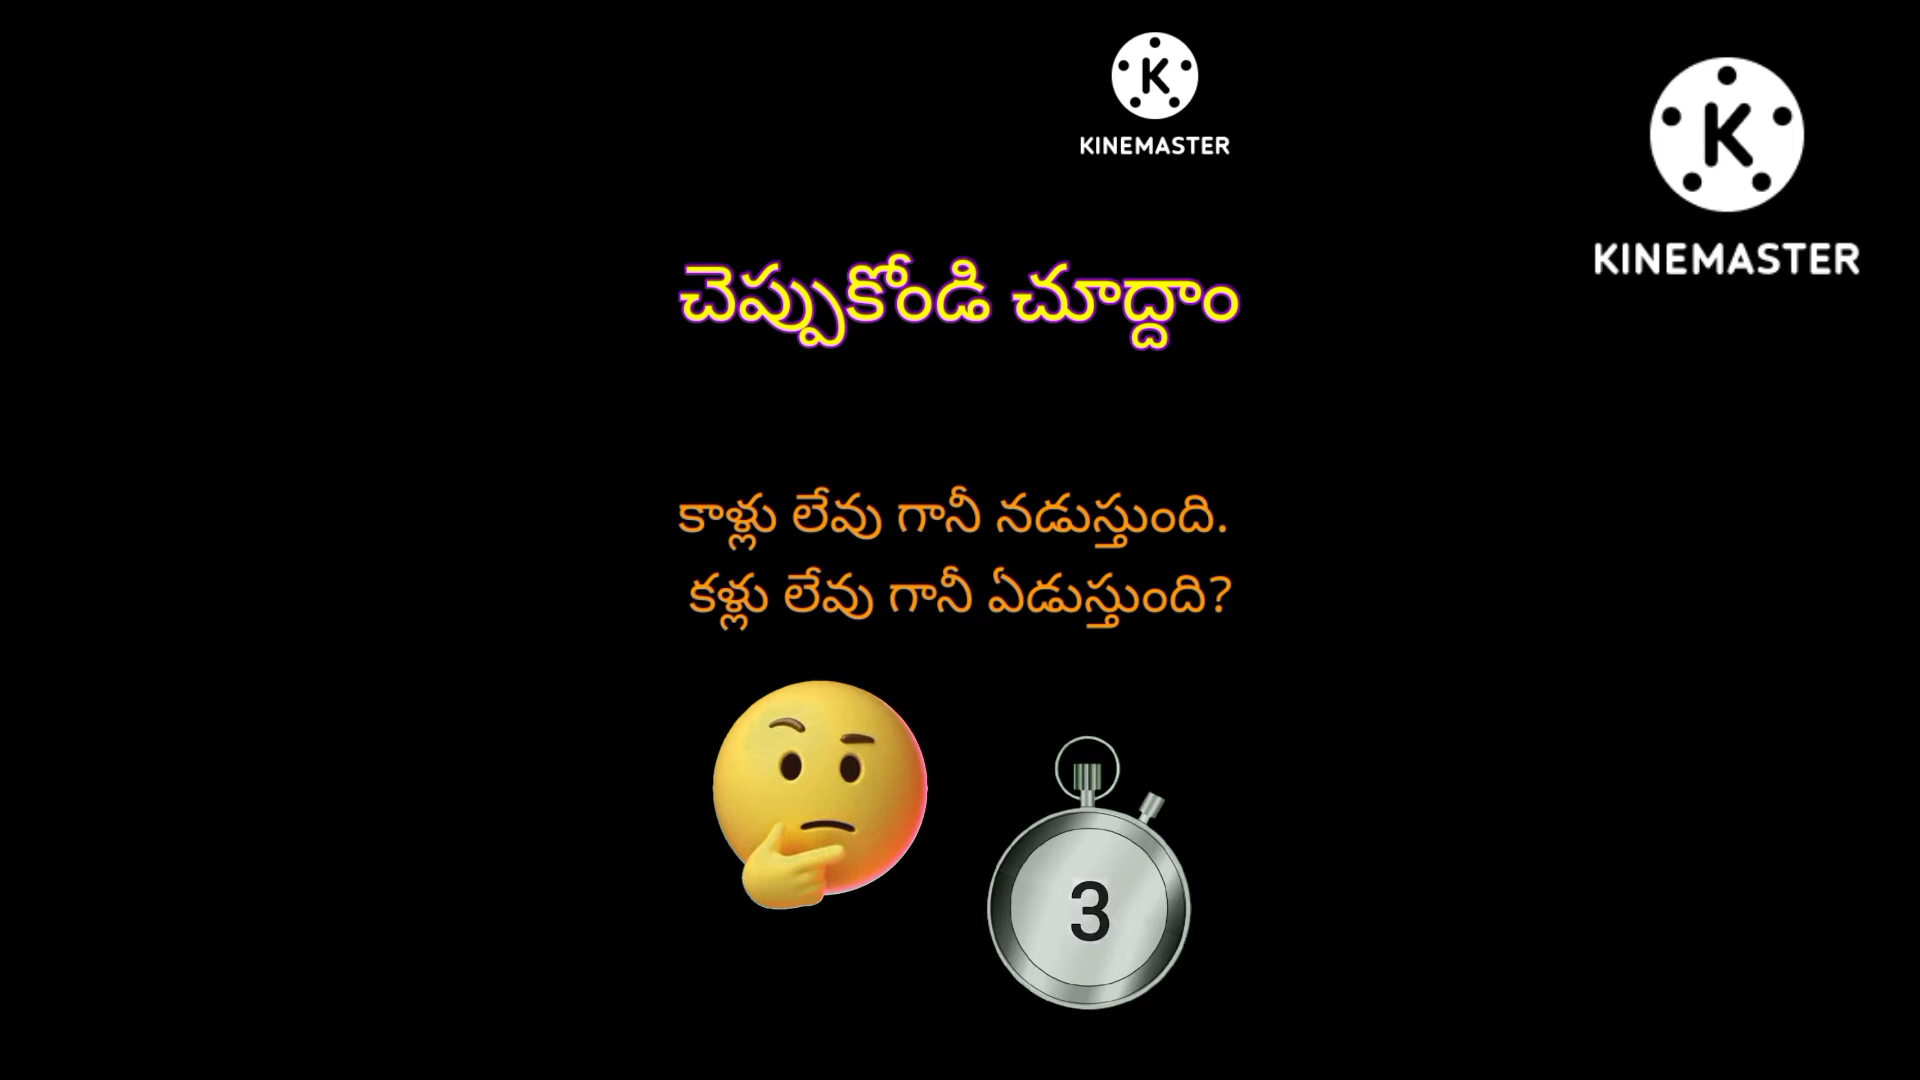 K
KINEMASTER
K
KINEMASTER
చెప్పుకోండి చూద్దాం
కాళ్లు లేవు గానీ నడుస్తుంది.
కళ్లు లేవు గానీ ఏడుస్తుంది?
3